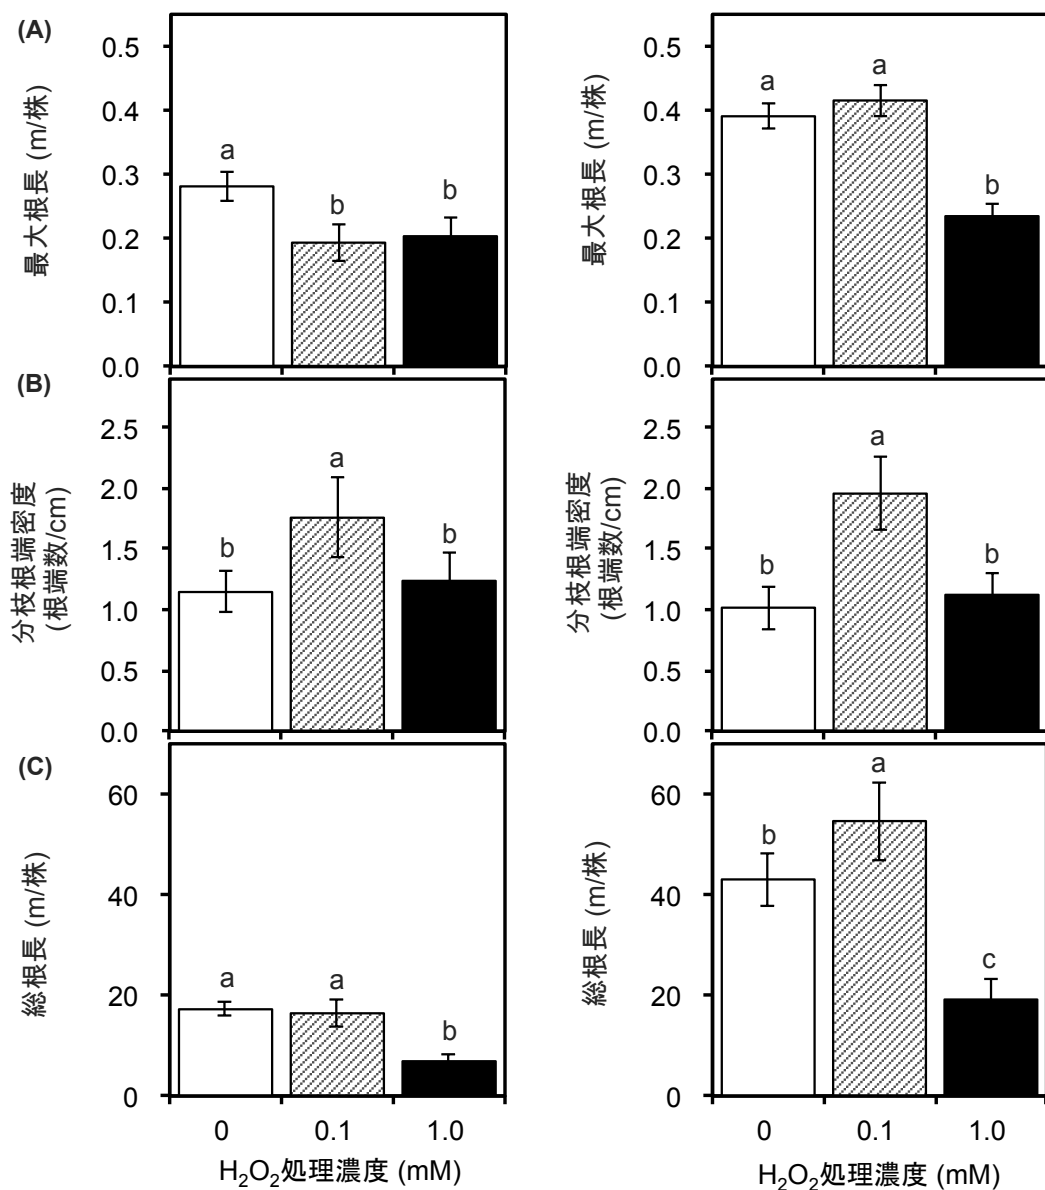 (A)
最大根長 (m/株)
0.5
0.4
0.3
0.2
0.1
0.0
a
b
b
最大根長 (m/株)
0.5
0.4
0.3
0.2
0.1
0.0
a
a
b
(B)
分枝根端密度
(根端数/cm)
2.5
2.0
1.5
1.0
0.5
0.0
b
a
b
分枝根端密度
(根端数/cm)
2.5
2.0
1.5
1.0
0.5
0.0
b
a
b
(C)
総根長 (m/株)
60
40
20
0
a
a
b
0 0.1 1.0
H₂O₂処理濃度 (mM)
総根長 (m/株)
60
40
20
0
b
a
c
0 0.1 1.0
H₂O₂処理濃度 (mM)